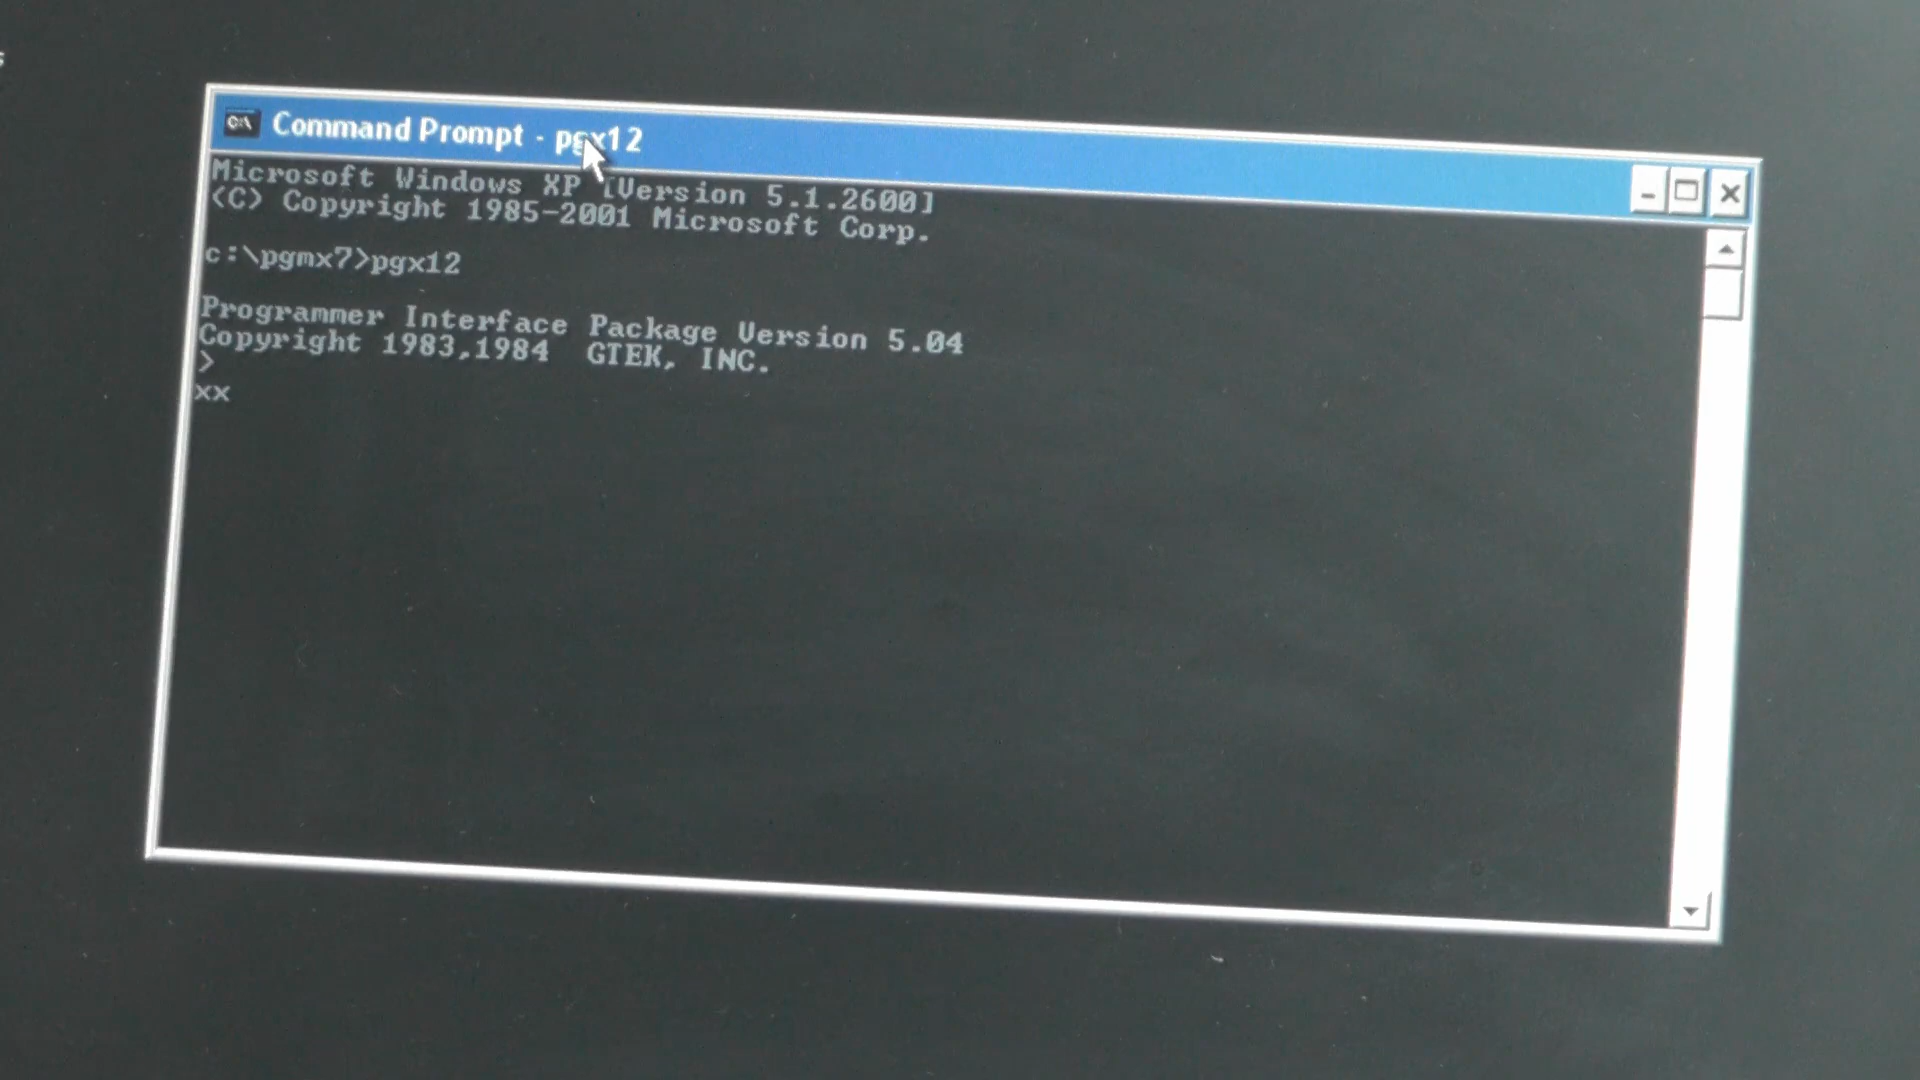 Command Prompt - pgx12
Microsoft Windows XP [Version 5.1.2600]
(C) Copyright 1985-2001 Microsoft Corp.
c:\pgmx7>pgx12
Programmer Interface Package Version 5.04
Copyright 1983,1984  GTEK, INC.
>
xx